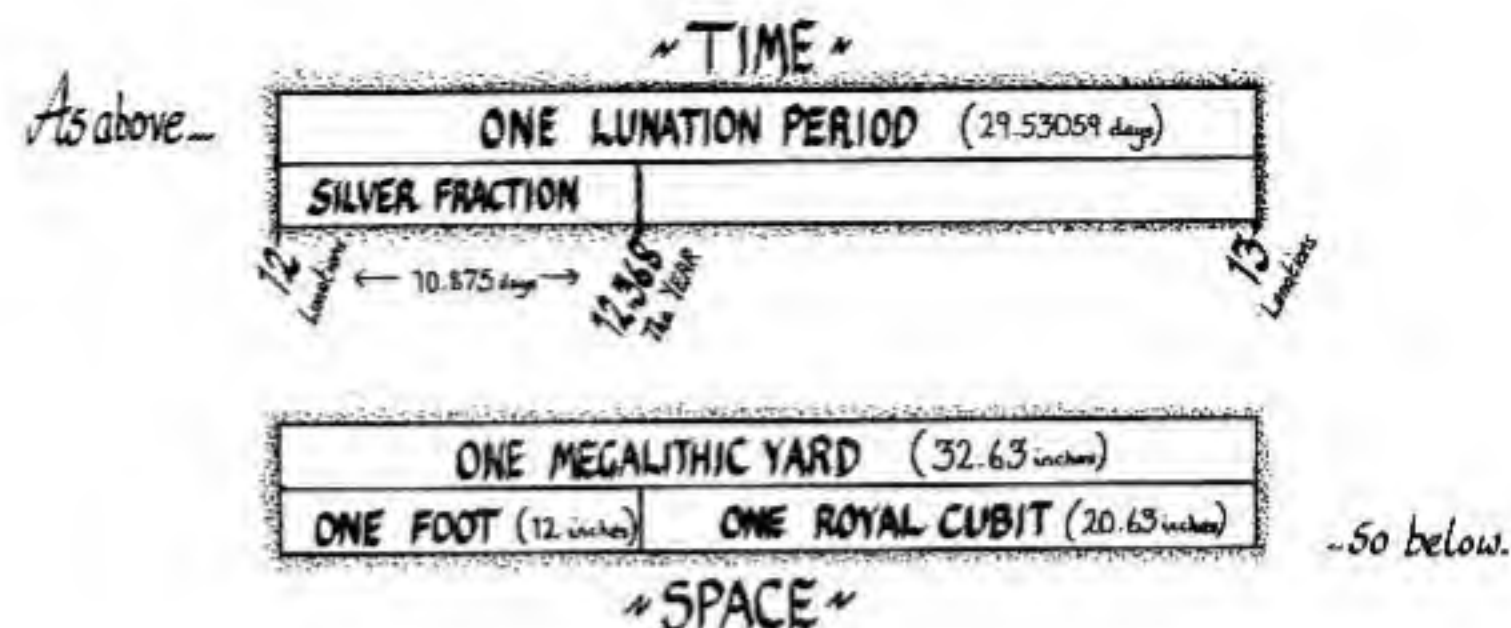 ~ TIME ~
As above...
ONE LUNATION PERIOD (29.53059 days)
SILVER FRACTION
12 Lunations
← 10.875 days →
12.368 The YEAR
13 Lunations
ONE MEGALITHIC YARD (32.63 inches)
ONE FOOT (12 inches) ONE ROYAL CUBIT (20.63 inches)
...so below.
~ SPACE ~